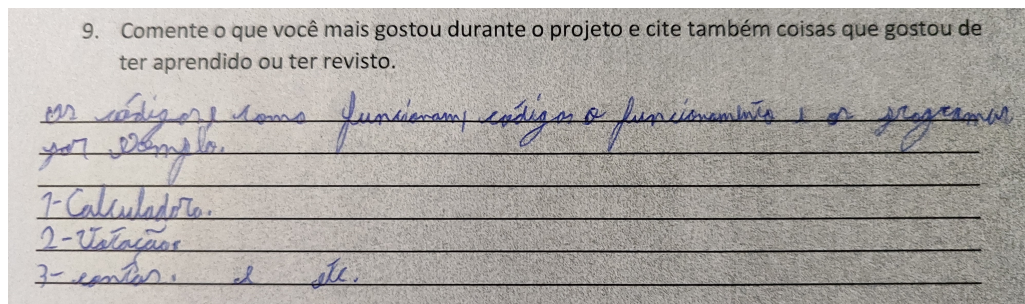 9. Comente o que você mais gostou durante o projeto e cite também coisas que gostou de
ter aprendido ou ter revisto.
os códigos e como funcionam, códigos o funcionamento e os programas
por exemplo.
1-Calculadora.
2-Votação
3-contas. e etc.